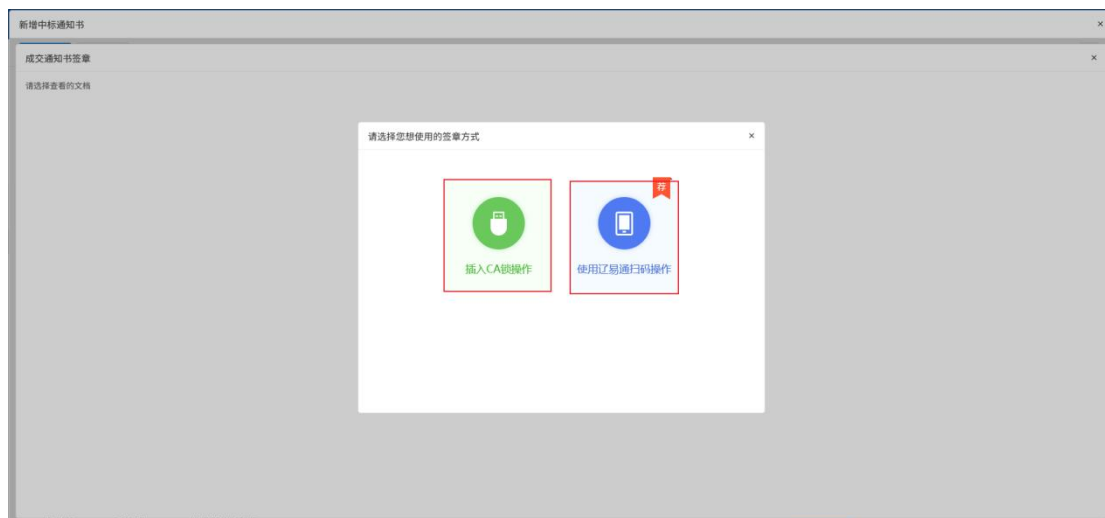 新增中标通知书
成交通知书签章
请选择查看的文档
请选择您想使用的签章方式
荐
插入CA锁操作
使用辽易通扫码操作